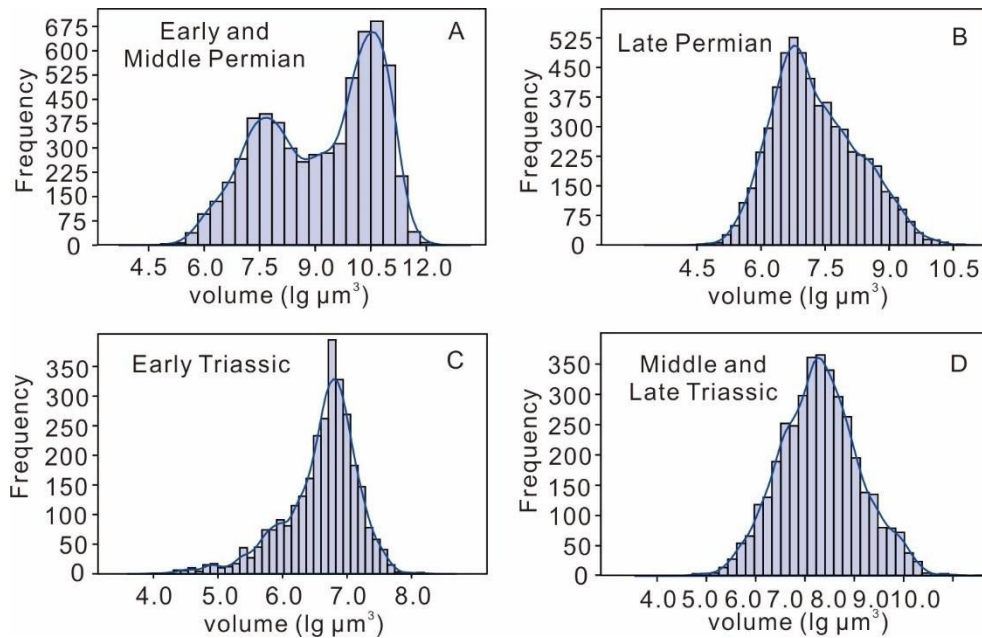 Early and
Middle Permian
A
Frequency
675
600
525
450
375
300
225
150
75
0
4.5 6.0 7.5 9.0 10.5 12.0
volume (lg μm³)
Late Permian
B
Frequency
525
450
375
300
225
150
75
0
4.5 6.0 7.5 9.0 10.5
volume (lg μm³)
Early Triassic
C
Frequency
350
300
250
200
150
100
50
0
4.0 5.0 6.0 7.0 8.0
volume (lg μm³)
Middle and
Late Triassic
D
Frequency
350
300
250
200
150
100
50
0
4.0 5.0 6.0 7.0 8.0 9.0 10.0
volume (lg μm³)